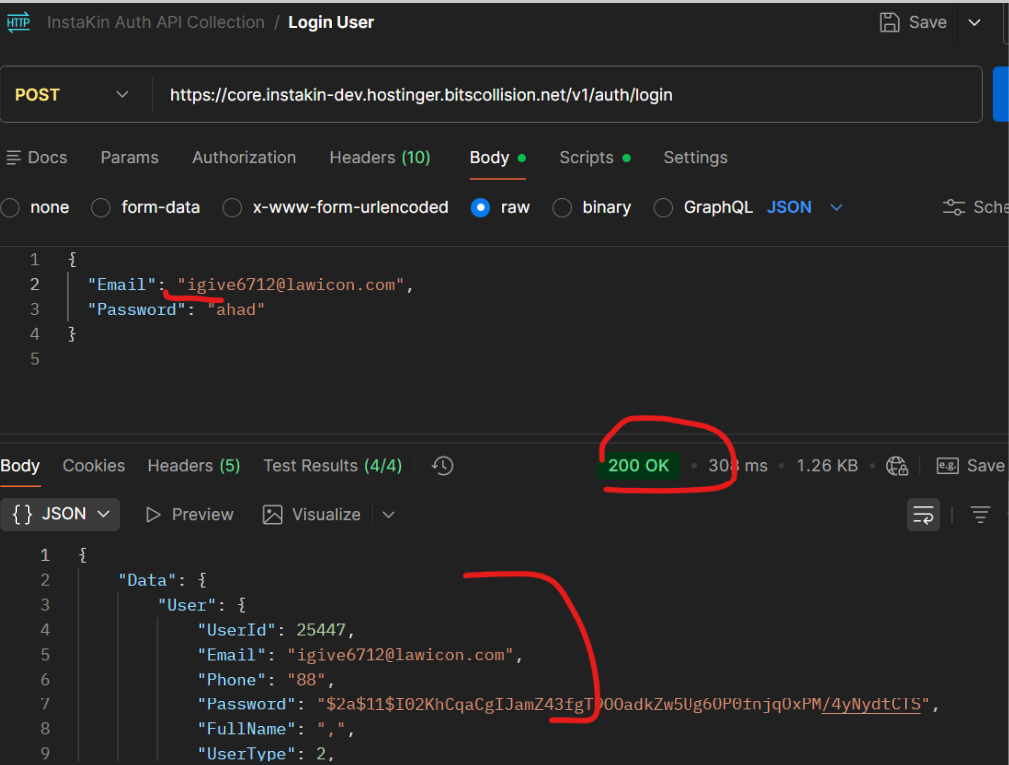 HTTP InstaKin Auth API Collection / Login User Save
POST https://core.instakin-dev.hostinger.bitscollision.net/v1/auth/login
Docs Params Authorization Headers (10) Body Scripts Settings
none form-data x-www-form-urlencoded raw binary GraphQL JSON Sche
1 {
2 "Email": "igive6712@lawicon.com",
3 "Password": "ahad"
4 }
5
Body Cookies Headers (5) Test Results (4/4) 200 OK 308 ms 1.26 KB e.g. Save
{} JSON Preview Visualize
1 {
2 "Data": {
3 "User": {
4 "UserId": 25447,
5 "Email": "igive6712@lawicon.com",
6 "Phone": "88",
7 "Password":
8 "FullName": ",",
9 "UserType": 2,